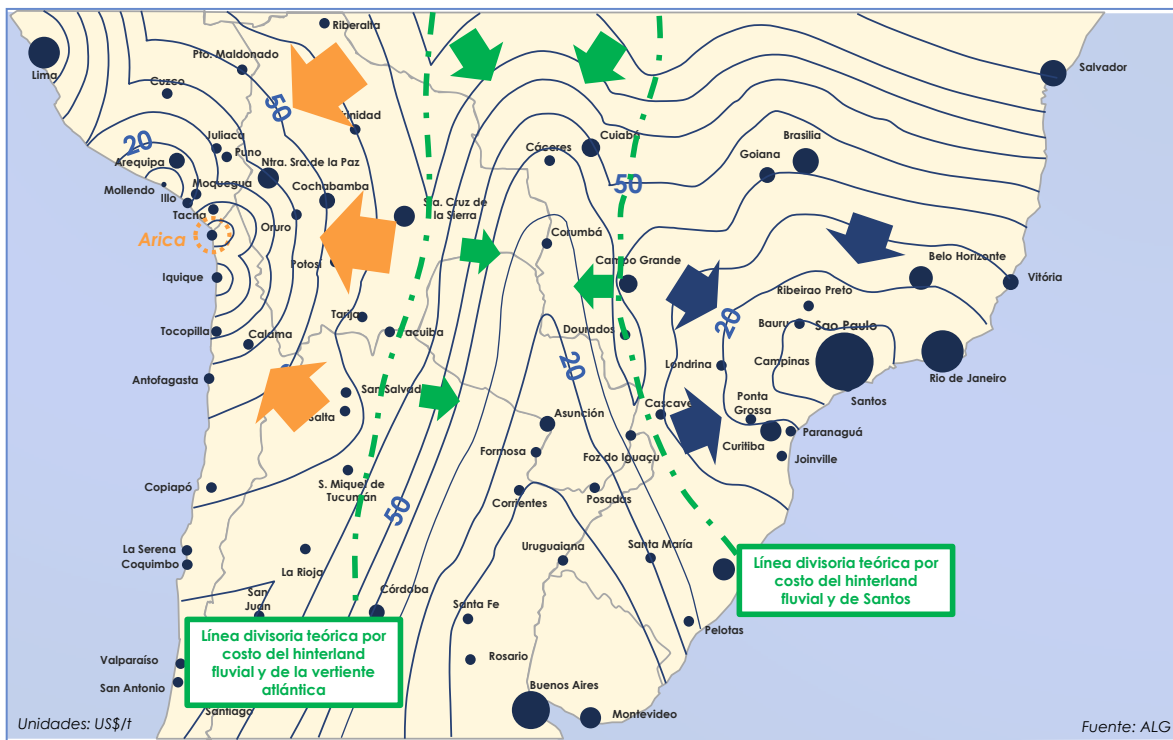 Riberalta
Pto. Maldonado
Lima
Salvador
Cuzco
50
Trinidad
20
Juliaca
Puno
Arequipa
Ntra. Sra.de la Paz
Cuiabá
Cáceres
Brasilia
Goiana
50
Mollendo
Moquegua
Illo
Cochabamba
Tacna
Sta. Cruz de
la Sierra
Oruro
Arica
Corumbá
Potosí
Campo Grande
Belo Horizonte
Vitória
Iquique
Ribeirao Preto
Tarija
Tocopilla
Calama
Yacuiba
Dourados
20
Bauru
Sao Paulo
20
Londrina
Campinas
Rio de Janeiro
Antofagasta
San Salvad
Salta
Santos
Asunción
Cascavel
Ponta
Grossa
Paranaguá
Curitiba
Joinville
Formosa
Foz do Iguaçu
Copiapó
S. Miquel de
Tucumán
50
Corrientes
Posadas
La Serena
Coquimbo
La Rioja
Uruguaiana
Santa María
Línea divisoria teórica por
costo del hinterland
fluvial y de Santos
San
Juan
Córdoba
Santa Fe
Pelotas
Línea divisoria teórica por
costo del hinterland
fluvial y de la vertiente
atlántica
Valparaíso
San Antonio
Rosario
Santiago
Buenos Aires
Montevideo
Unidades: US$/t
Fuente: ALG